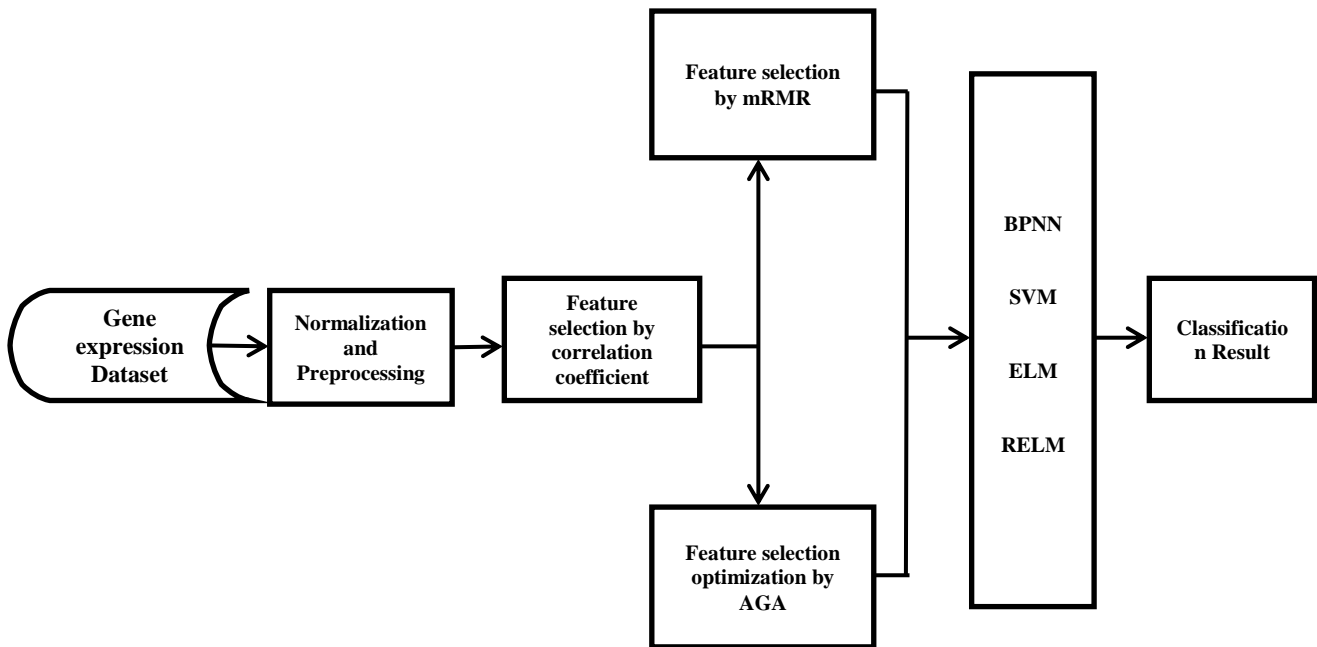 Gene
expression
Dataset
Normalization
and
Preprocessing
Feature
selection by
correlation
coefficient
Feature selection
by mRMR
Feature selection
optimization by
AGA
BPNN
SVM
ELM
RELM
Classificatio
n Result